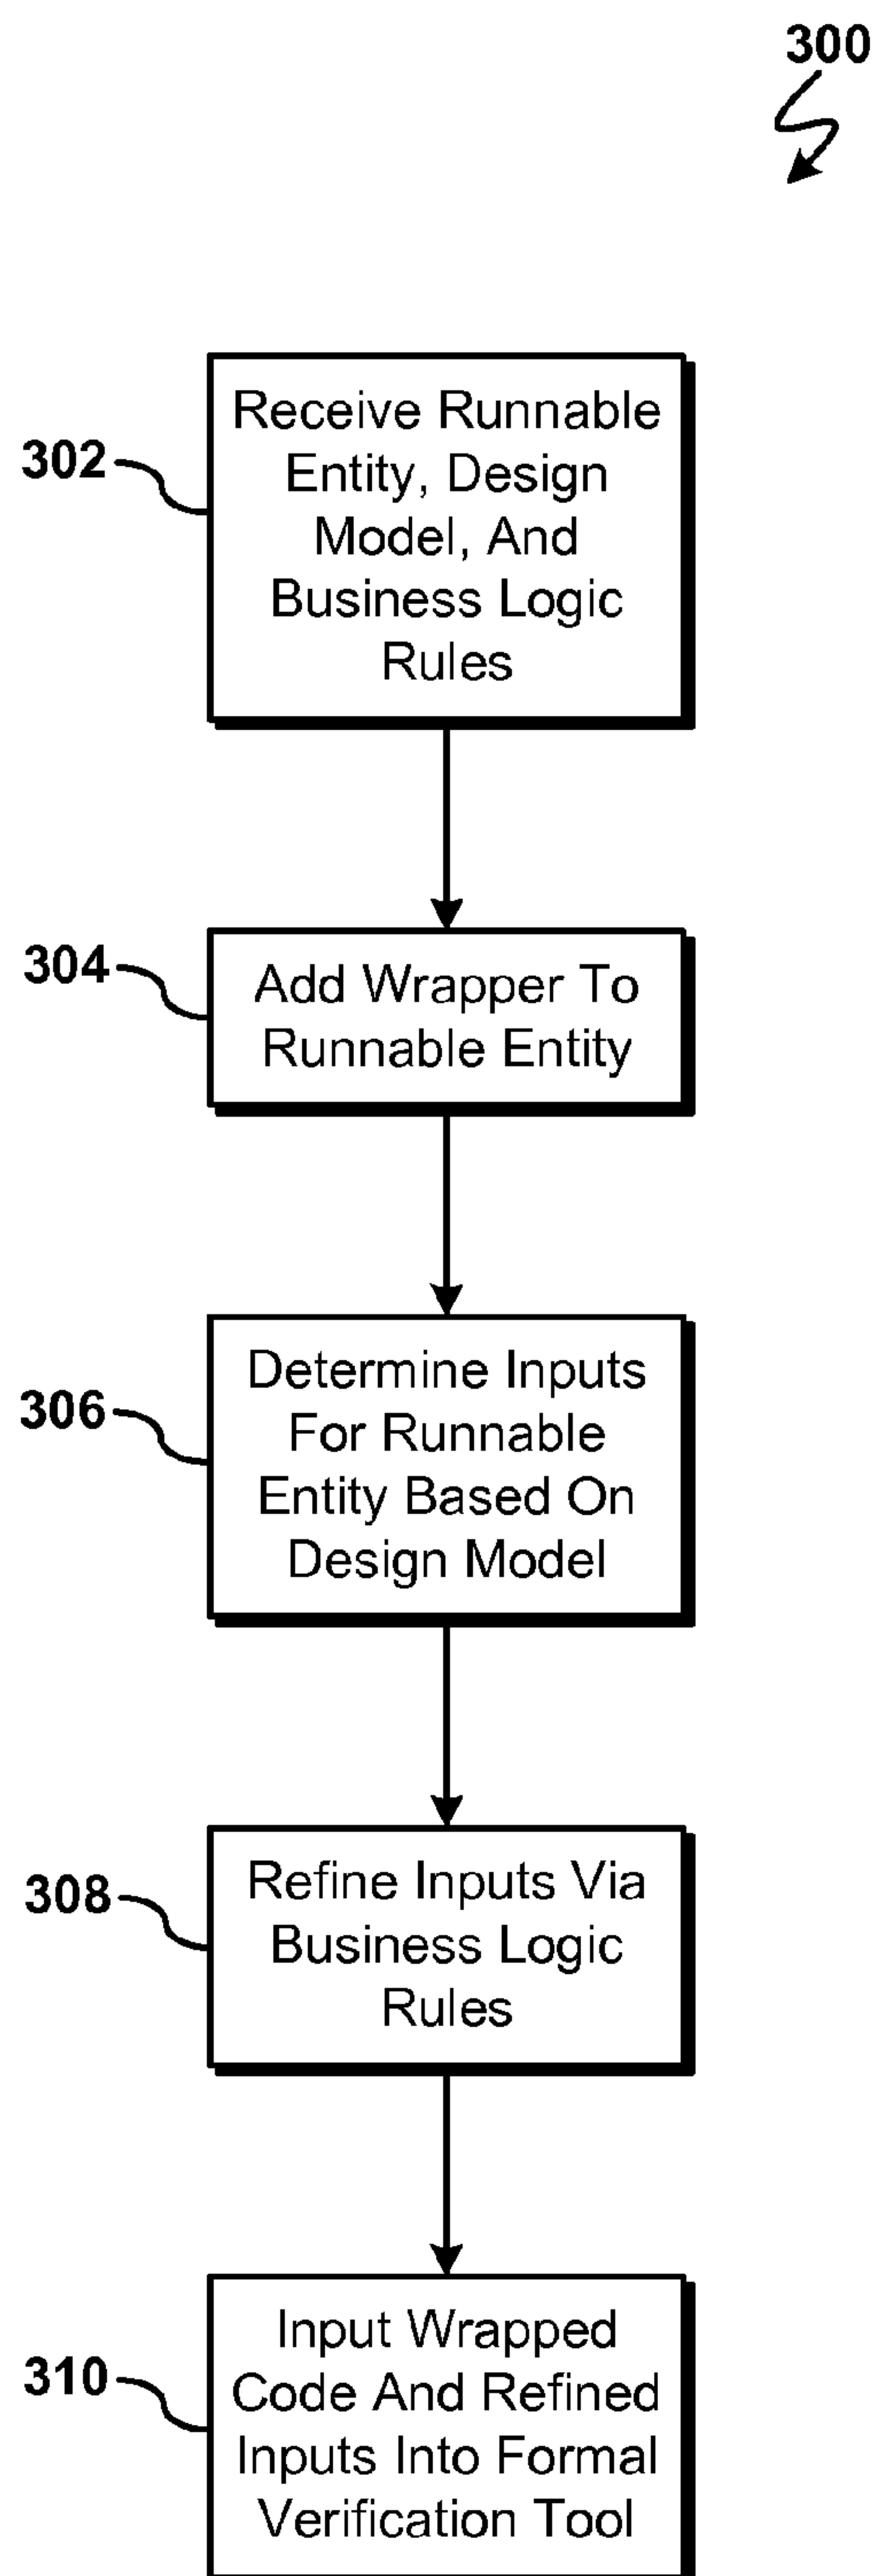 300
302
Receive Runnable
Entity, Design
Model, And
Business Logic
Rules
304
Add Wrapper To
Runnable Entity
306
Determine Inputs
For Runnable
Entity Based On
Design Model
308
Refine Inputs Via
Business Logic
Rules
310
Input Wrapped
Code And Refined
Inputs Into Formal
Verification Tool